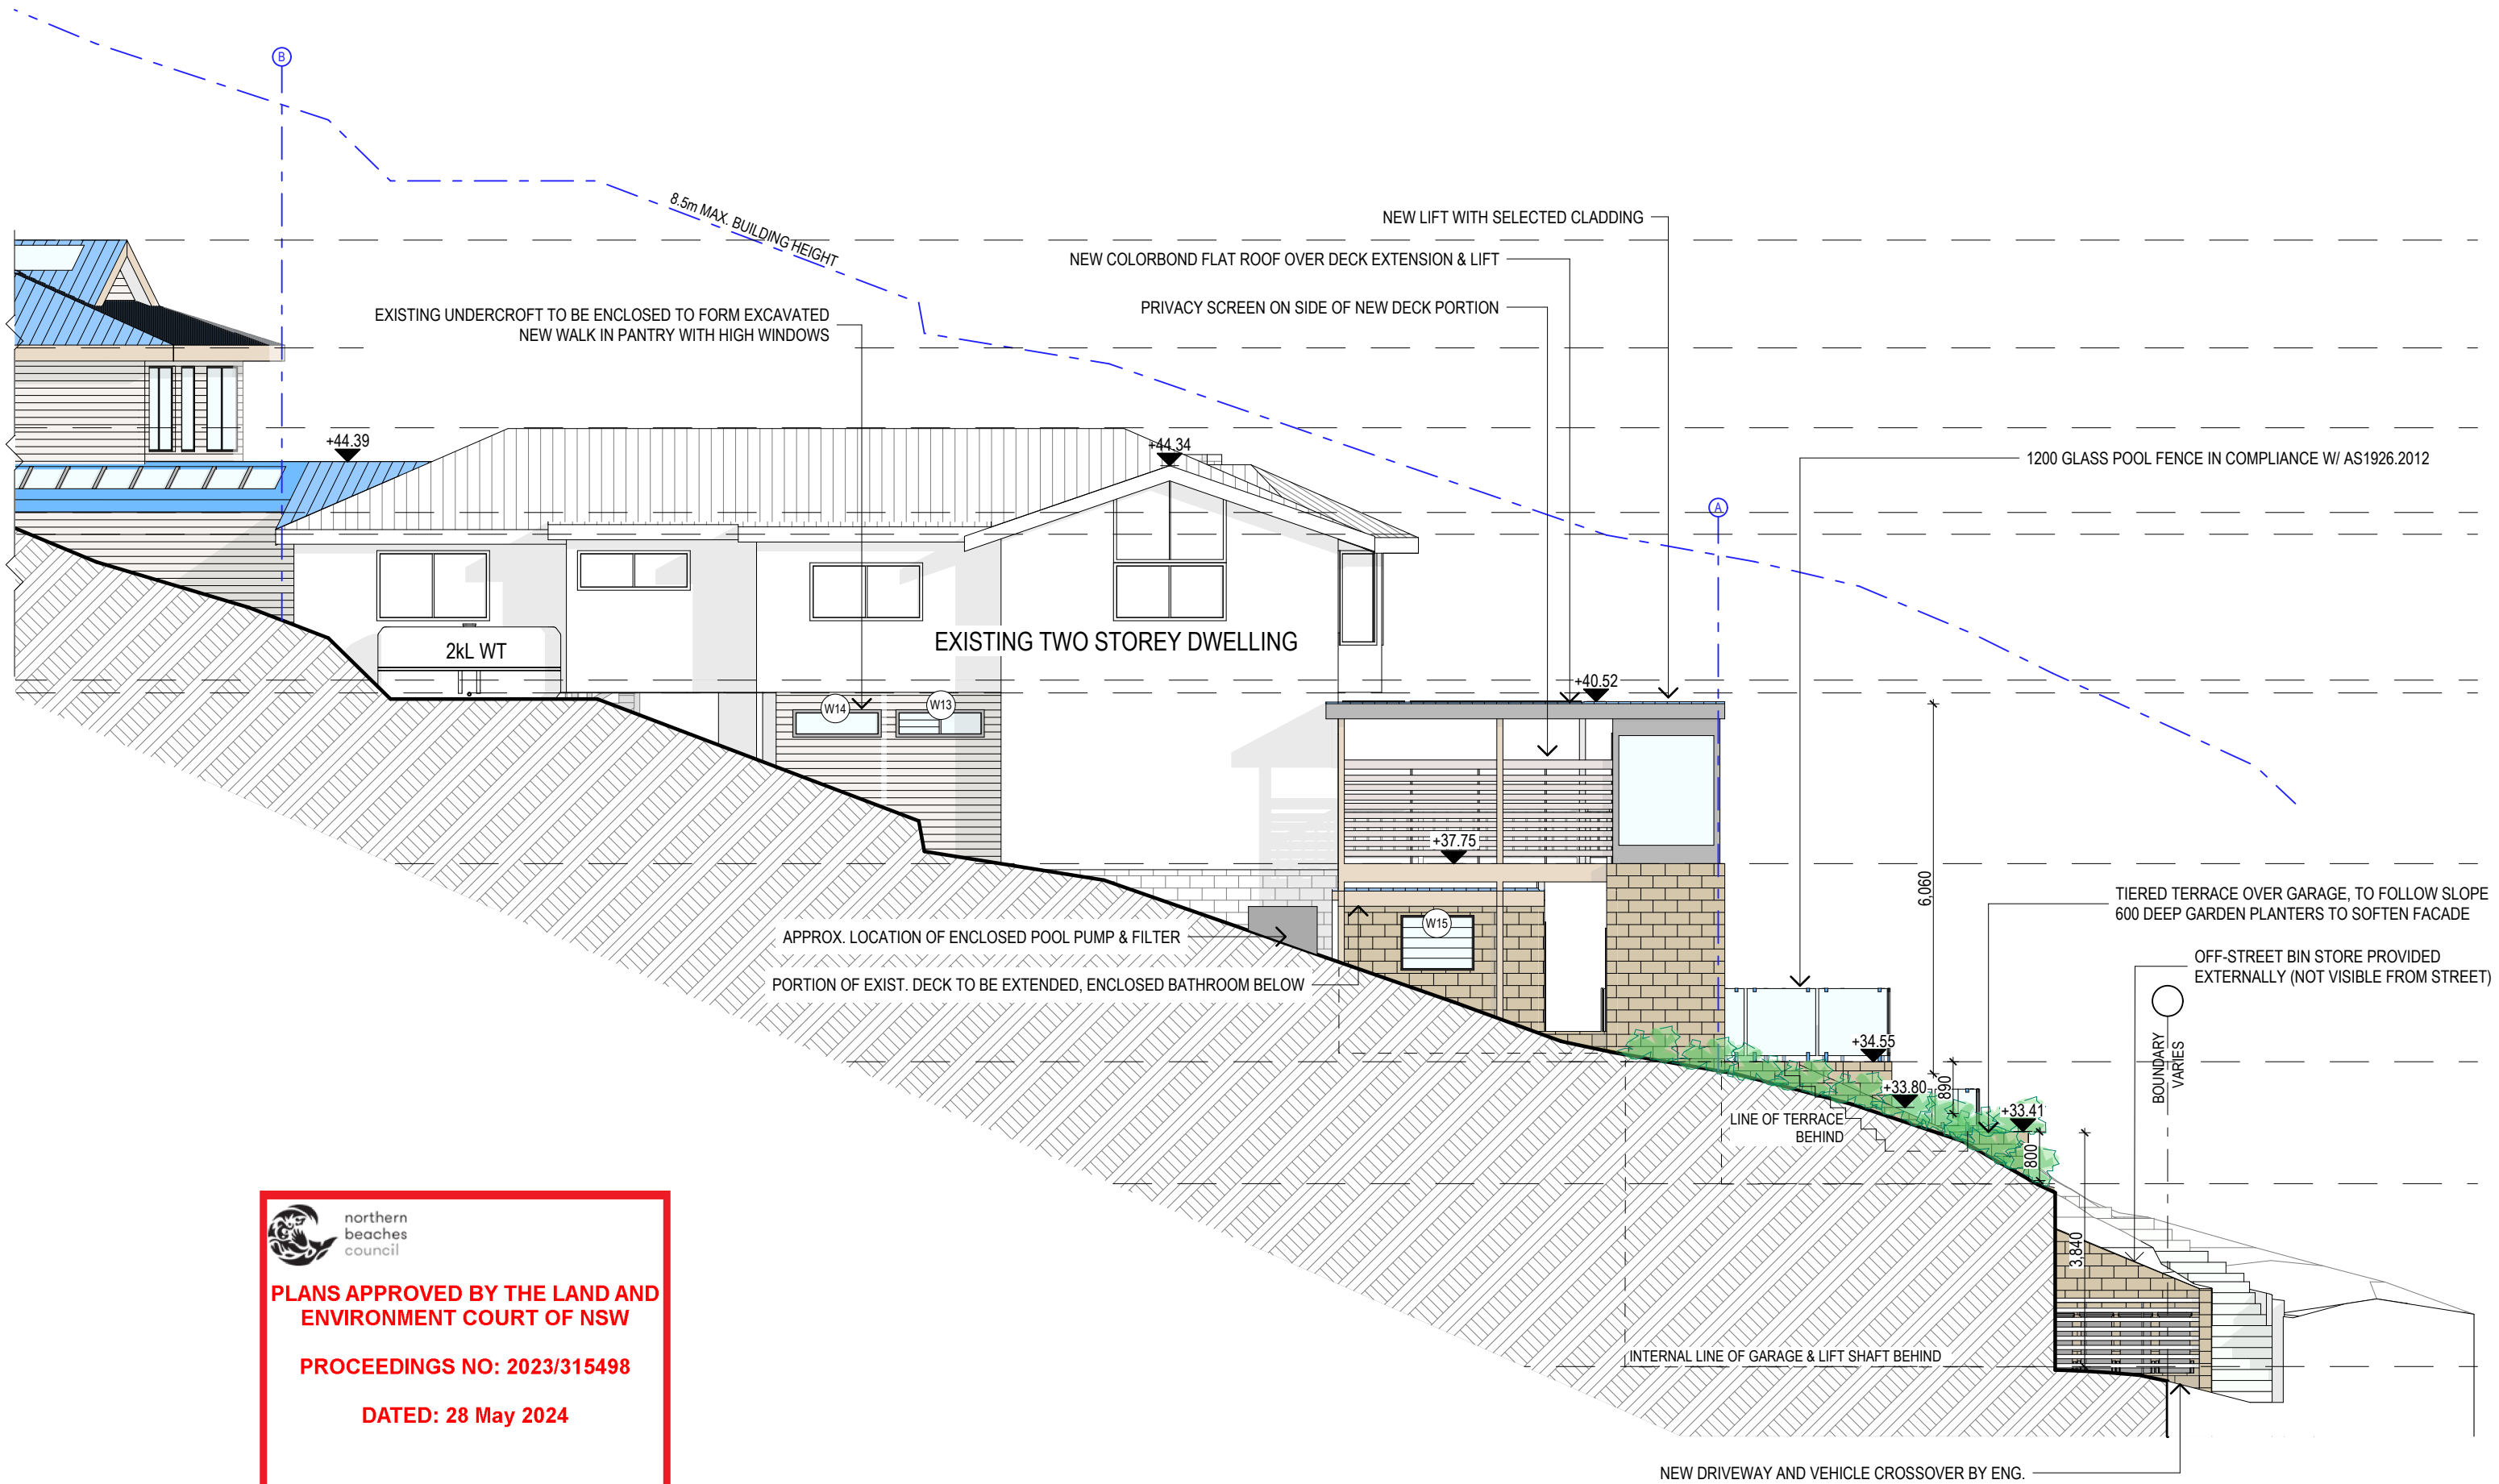 B
8.5m MAX. BUILDING HEIGHT
NEW LIFT WITH SELECTED CLADDING
NEW COLORBOND FLAT ROOF OVER DECK EXTENSION & LIFT
PRIVACY SCREEN ON SIDE OF NEW DECK PORTION
EXISTING UNDERCROFT TO BE ENCLOSED TO FORM EXCAVATED
NEW WALK IN PANTRY WITH HIGH WINDOWS
+44.39
+44.34
1200 GLASS POOL FENCE IN COMPLIANCE W/ AS1926.2012
A
2kL WT
EXISTING TWO STOREY DWELLING
+40.52
W14
W13
+37.75
6,060
TIERED TERRACE OVER GARAGE, TO FOLLOW SLOPE
600 DEEP GARDEN PLANTERS TO SOFTEN FACADE
W15
APPROX. LOCATION OF ENCLOSED POOL PUMP & FILTER
OFF-STREET BIN STORE PROVIDED
EXTERNALLY (NOT VISIBLE FROM STREET)
PORTION OF EXIST. DECK TO BE EXTENDED, ENCLOSED BATHROOM BELOW
+34.55
BOUNDARY
VARIES
890
+33.80
+33.41
LINE OF TERRACE
BEHIND
800
3,840
northern
beaches
council
PLANS APPROVED BY THE LAND AND
ENVIRONMENT COURT OF NSW
PROCEEDINGS NO: 2023/315498
DATED: 28 May 2024
INTERNAL LINE OF GARAGE & LIFT SHAFT BEHIND
NEW DRIVEWAY AND VEHICLE CROSSOVER BY ENG.